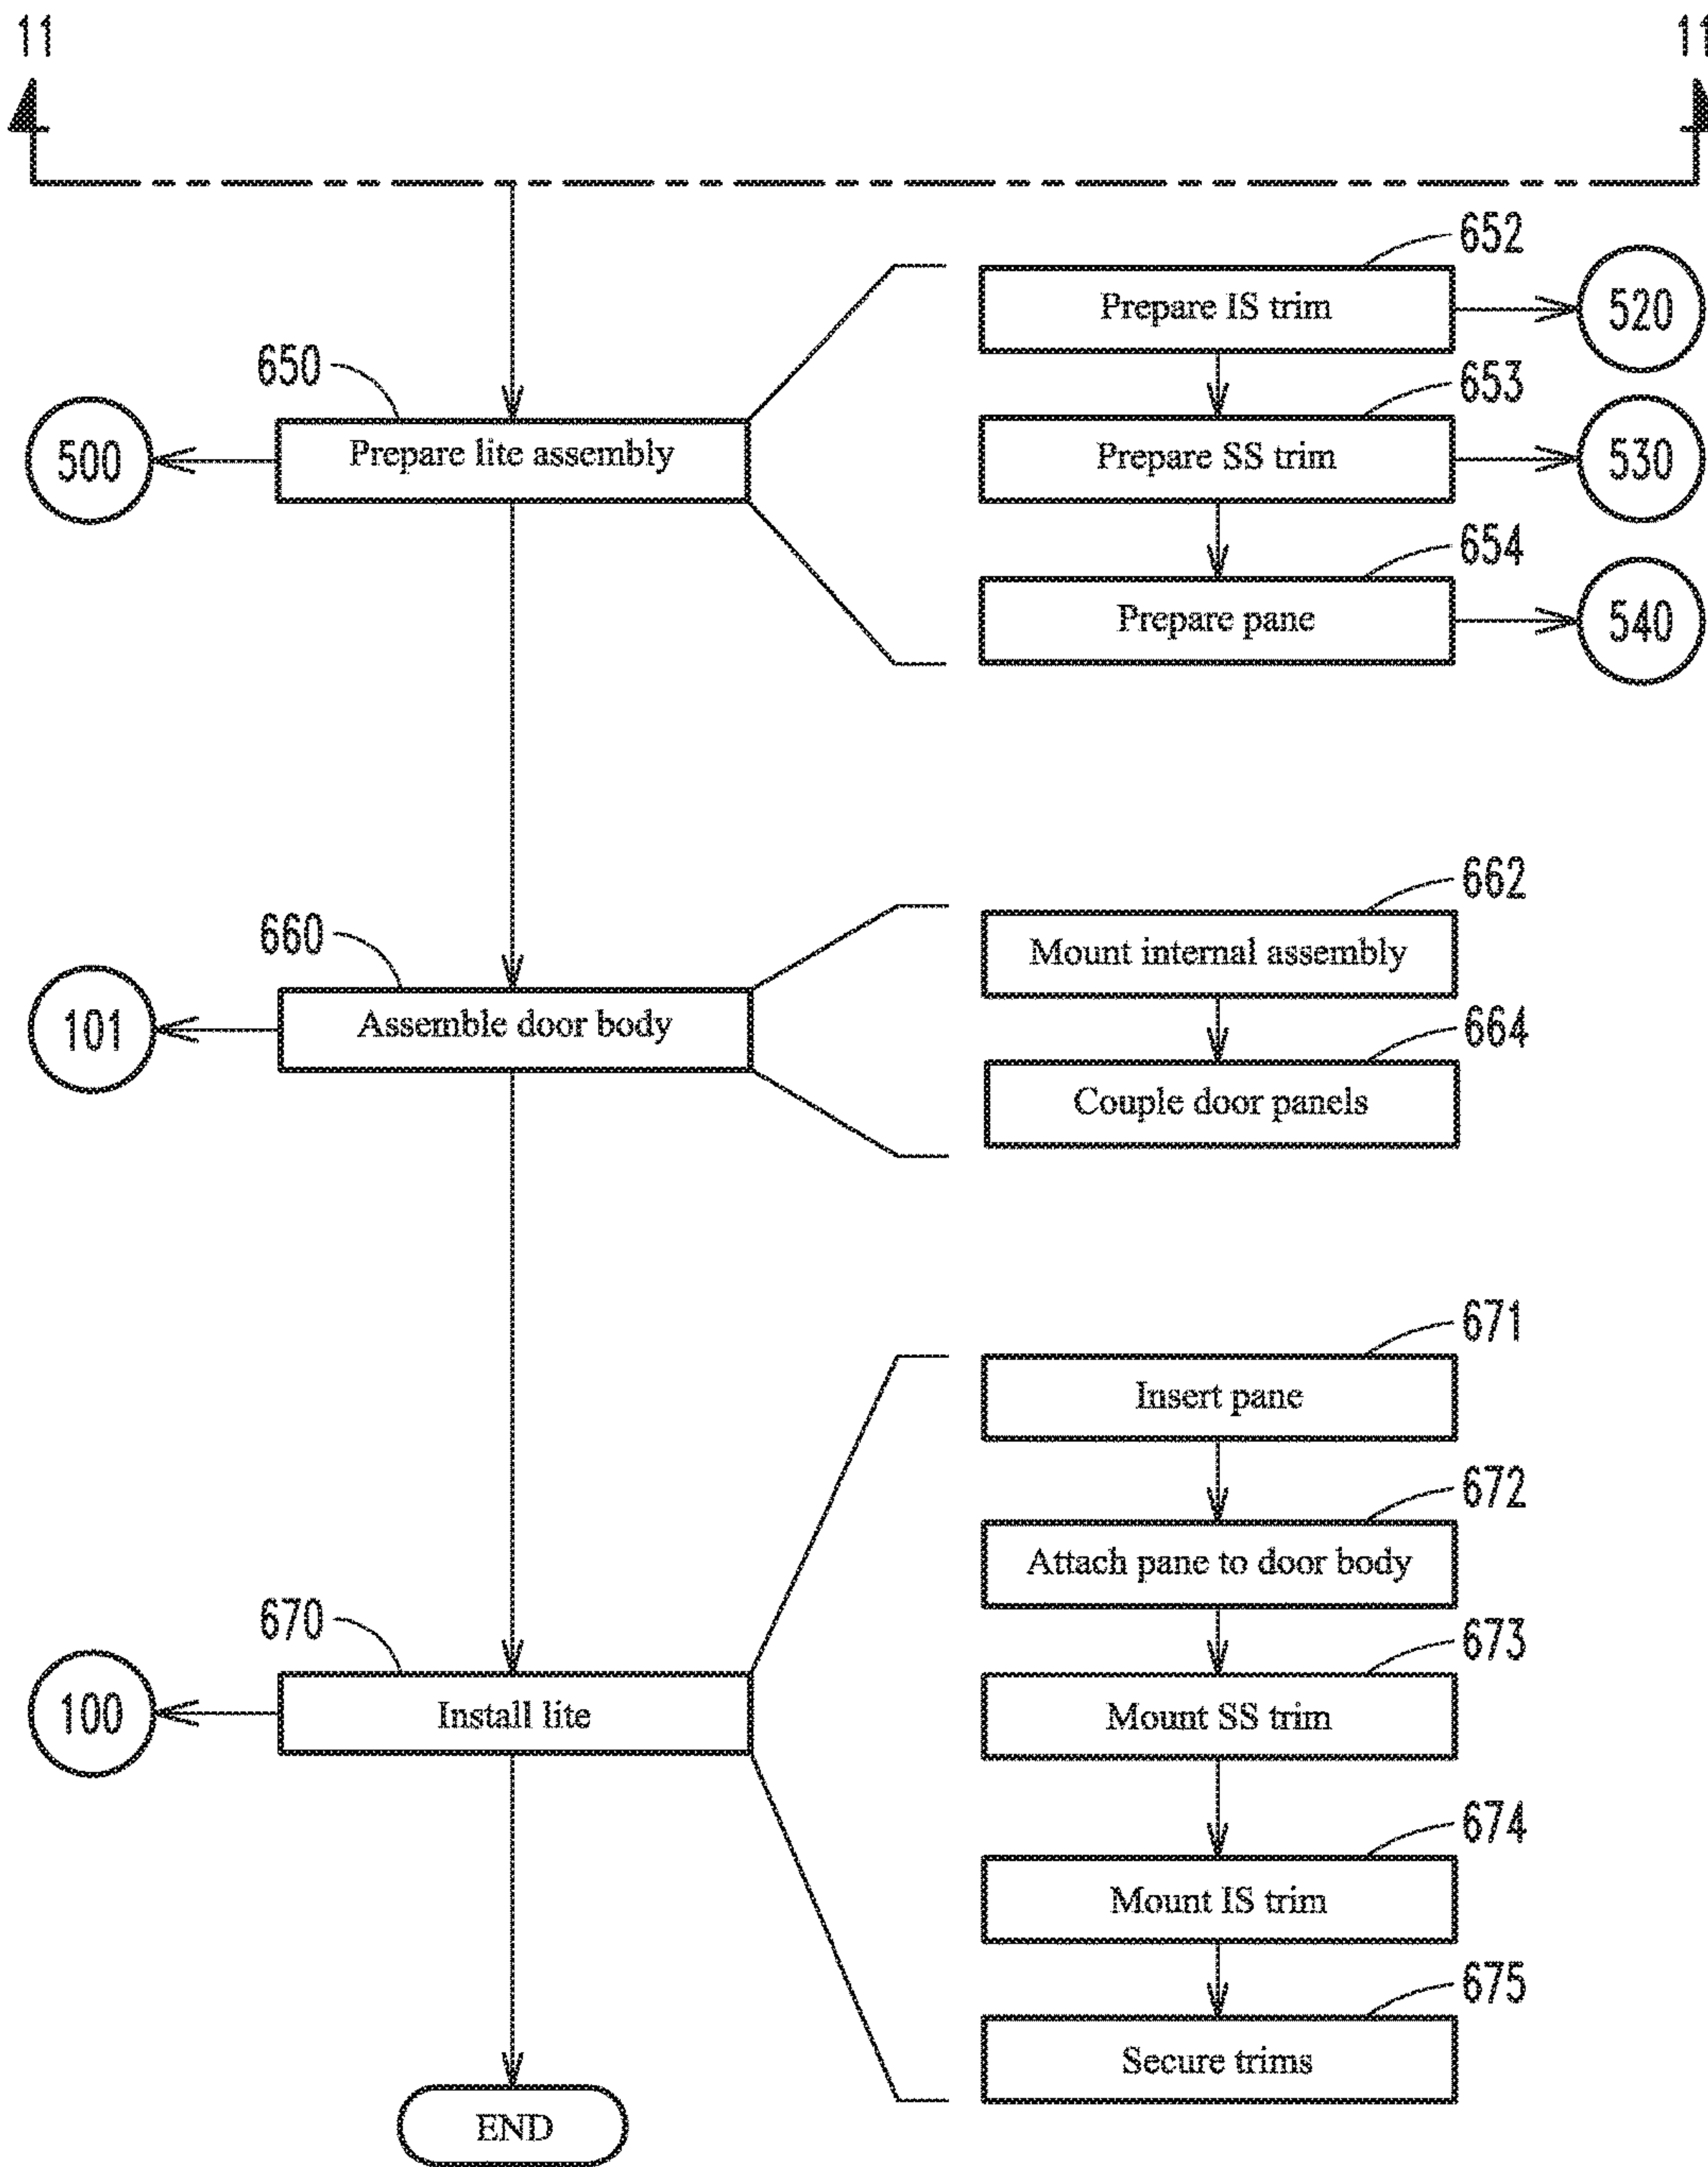 11
11
652
Prepare IS trim
520
650
653
500
Prepare lite assembly
Prepare SS trim
530
654
Prepare pane
540
662
660
Mount internal assembly
101
Assemble door body
664
Couple door panels
671
Insert pane
672
Attach pane to door body
670
673
100
Install lite
Mount SS trim
674
Mount IS trim
675
Secure trims
END